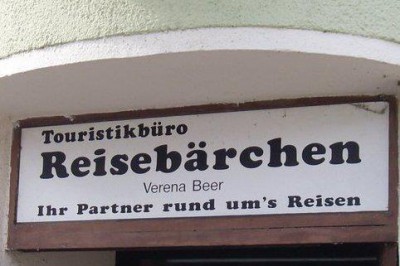 Touristikbüro
Reisebärchen
Verena Beer
Ihr Partner rund um's Reisen